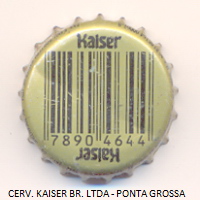 Kaiser
7890 4644
Kaiser
CERV. KAISER BR. LTDA - PONTA GROSSA